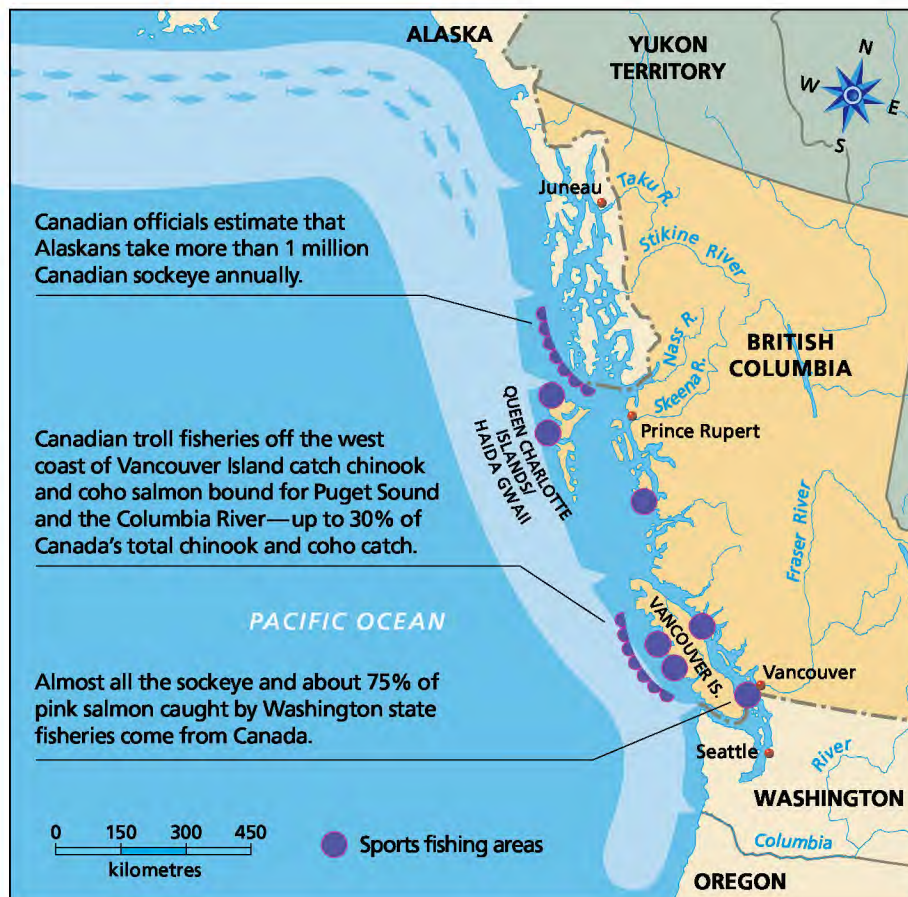 ALASKA
YUKON
TERRITORY
N
W
E
S
Juneau
Taku R.
Stikine River
Canadian officials estimate that
Alaskans take more than 1 million
Canadian sockeye annually.
BRITISH
COLUMBIA
Nass R.
Skeena R.
Prince Rupert
QUEEN CHARLOTTE
ISLANDS/
HAIDA GWAII
Canadian troll fisheries off the west
coast of Vancouver Island catch chinook
and coho salmon bound for Puget Sound
and the Columbia River—up to 30% of
Canada's total chinook and coho catch.
Fraser River
PACIFIC OCEAN
VANCOUVER IS.
Vancouver
Almost all the sockeye and about 75% of
pink salmon caught by Washington state
fisheries come from Canada.
Seattle
River
WASHINGTON
Columbia
OREGON
0 150 300 450
kilometres
Sports fishing areas